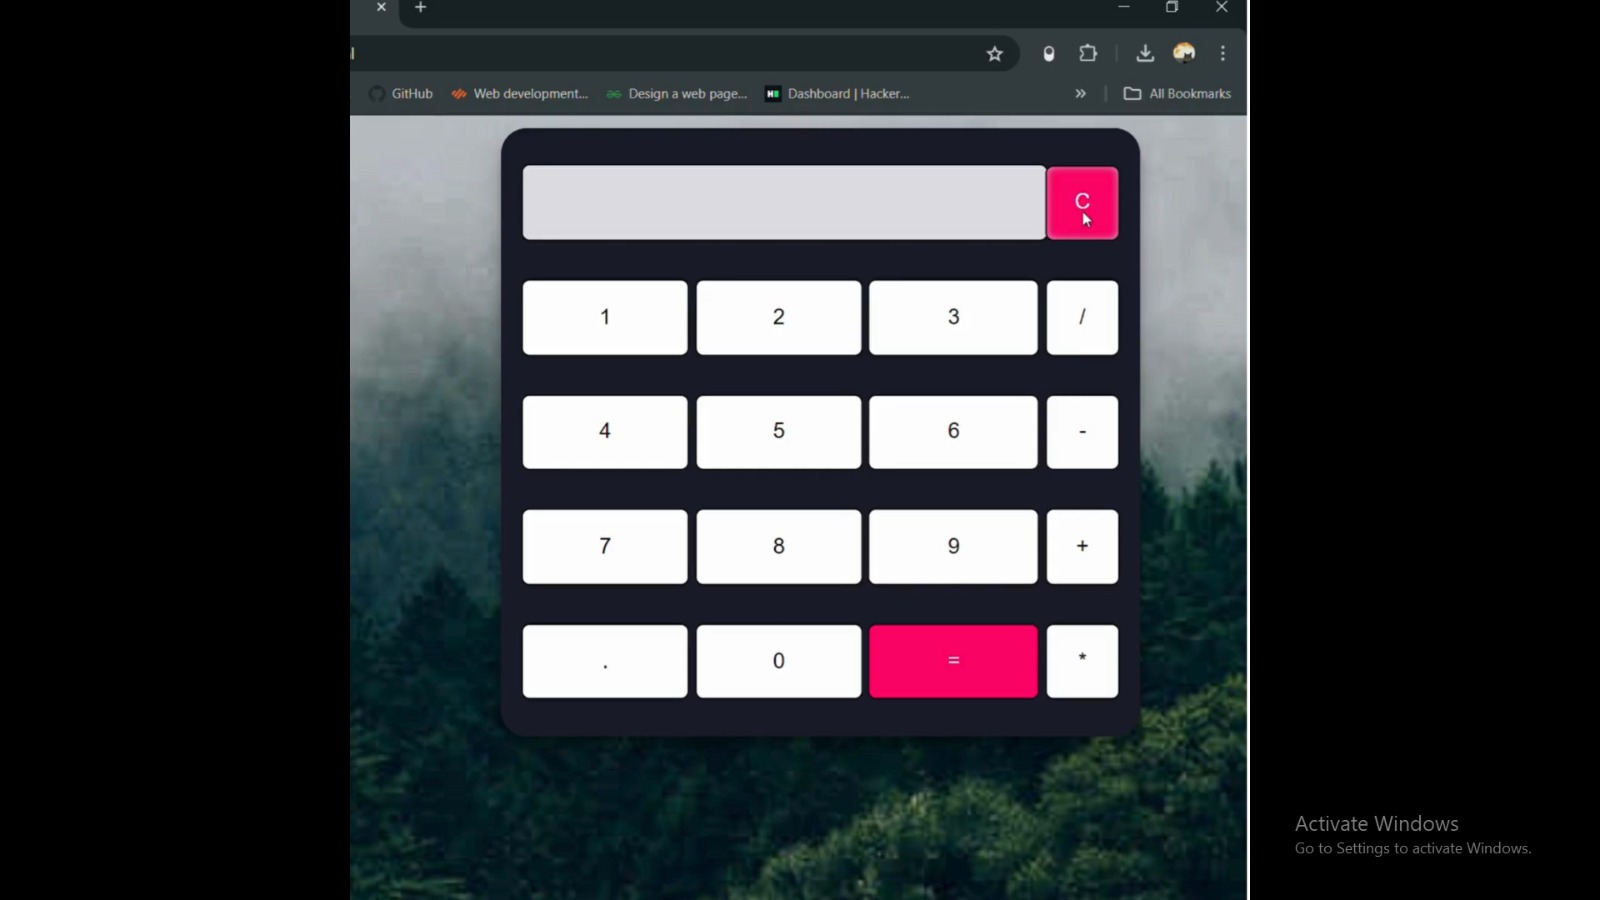 GitHub Web development... Design a web page... Dashboard | Hacker... » All Bookmarks
C
1 2 3 /
4 5 6 -
7 8 9 +
. 0 = *
Activate Windows
Go to Settings to activate Windows.